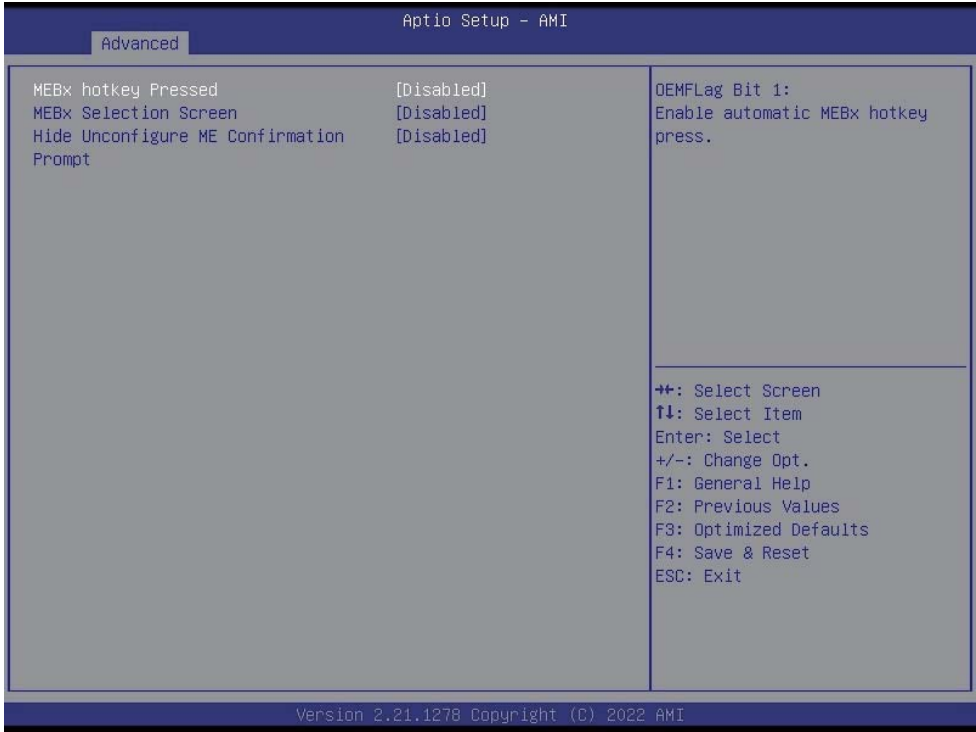 Aptio Setup – AMI
Advanced
MEBx hotkey Pressed [Disabled]
MEBx Selection Screen [Disabled]
Hide Unconfigure ME Confirmation [Disabled]
Prompt
OEMFLag Bit 1:
Enable automatic MEBx hotkey
press.
→←: Select Screen
↑↓: Select Item
Enter: Select
+/-: Change Opt.
F1: General Help
F2: Previous Values
F3: Optimized Defaults
F4: Save & Reset
ESC: Exit
Version 2.21.1278 Copyright (C) 2022 AMI